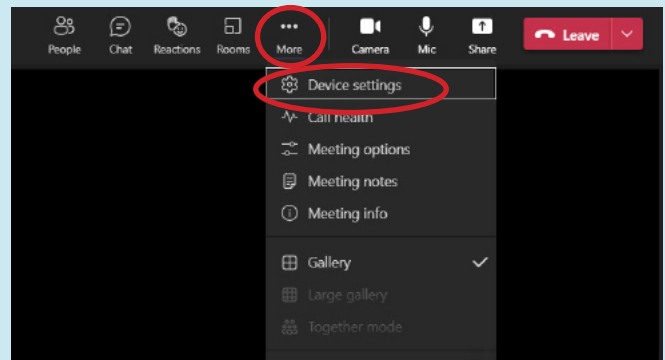 People Chat Reactions Rooms More Camera Mic Share Leave
Device settings
Call health
Meeting options
Meeting notes
Meeting info
Gallery
Large gallery
Together mode